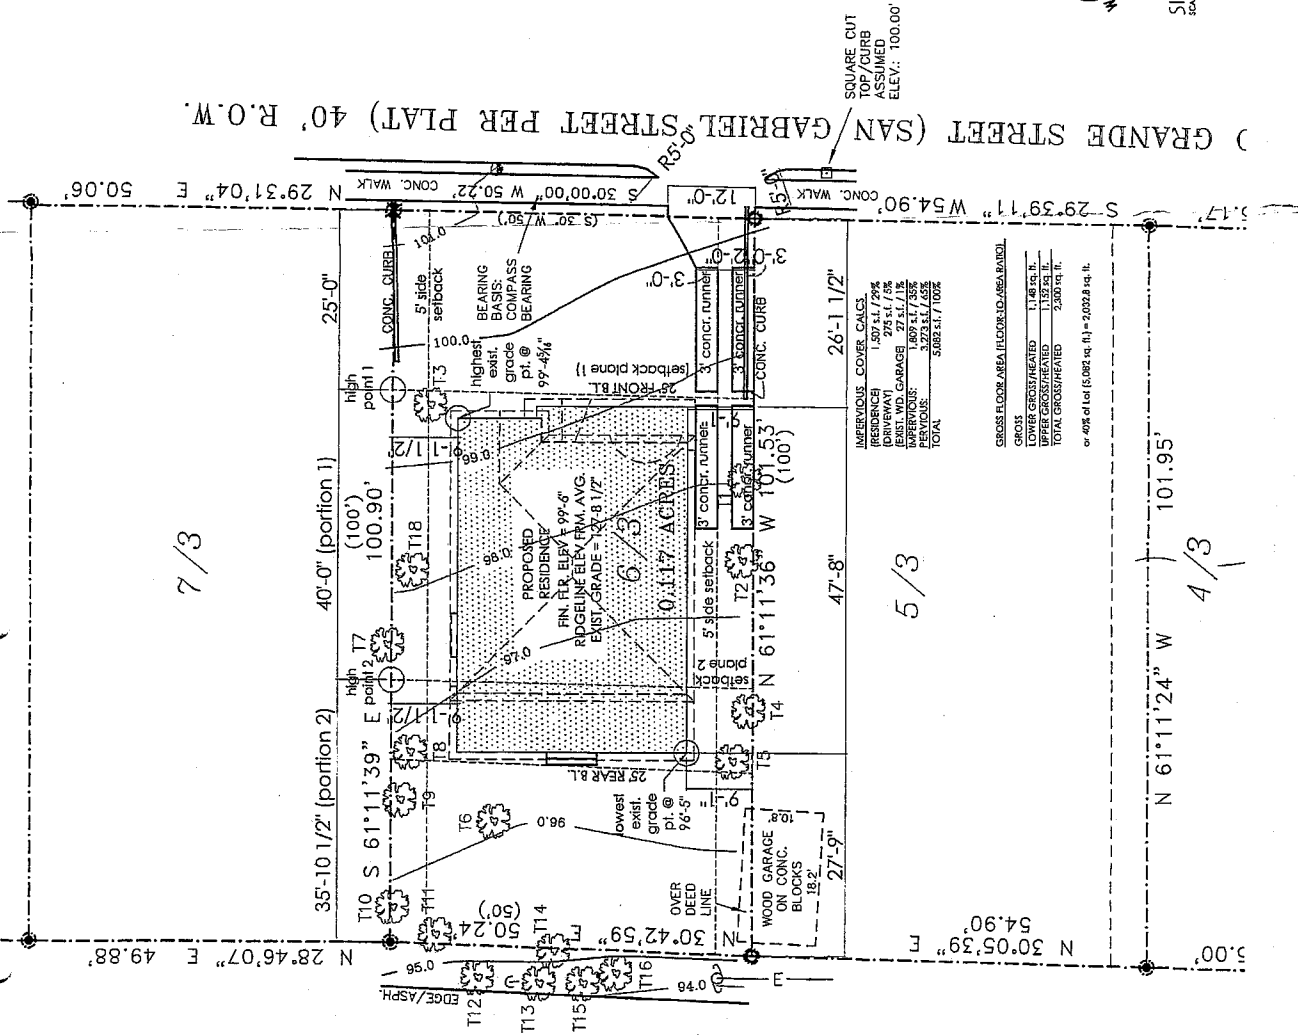 SQUARE CUT
TOP/CURB
ASSUMED
ELEV.: 100.00'
GRANDE STREET (SAN GABRIEL STREET PER PLAT) 40' R.O.W.
R5'-0"
R5'-0"
12'-0"
CONC. WALK
CONC. WALK
N 29°31'04" E 50.06'
S 30°00'00" W 50.22'
(S 30° W/50')
S 29°39'11" W 54.90'
5.17'
101.0
CONC. CURB
5' side
setback
BEARING
BASIS:
COMPASS
BEARING
25'-0"
100.0
highest
exist.
grade
pt. @
99'-4 5/16"
high
point 1
T3
25' FRONT B.L.
(setback plane 1)
3'-0"
2'-0"
3'-0"
3' concr. runner
3' concr. runner
CONC. CURB
26'-1 1/2"
IMPERVIOUS COVER CALCS
(RESIDENCE) 1,507 s.f. / 29%
(DRIVEWAY) 275 s.f. / 5%
(EXIST. WD. GARAGE) 27 s.f. / 1%
IMPERVIOUS: 1,809 s.f. / 35%
PERVIOUS: 3,273 s.f. / 65%
TOTAL 5,082 s.f. / 100%
GROSS FLOOR AREA (FLOOR-TO-AREA RATIO)
GROSS
LOWER GROSS/HEATED 1,148 sq. ft.
UPPER GROSS/HEATED 1,152 sq. ft.
TOTAL GROSS/HEATED 2,300 sq. ft.
or 40% of Lot (5,082 sq. ft.) = 2,032.8 sq. ft.
9'-1 1/2"
99.0
9'-1"
3' concr. runner
3' concr. runner
40'-0" (portion 1)
(100')
100.90'
T18
98.0
PROPOSED
RESIDENCE
FIN. FLR. ELEV = 99'-6"
RIDGELINE ELEV FRM. AVG.
EXIST. GRADE = 127'-8 1/2"
6/3
0.117 ACRES
5' side setback
T2
N 61°11'36" W 101.53'
(100')
47'-8"
7/3
5/3
4/3
N 61°11'24" W 101.95'
T7
high
point 2
97.0
setback
plane 2
T4
9'-1 1/2"
T8
T5
25' REAR B.L.
lowest
exist.
grade
pt. @
96'-5"
9'-1"
35'-10 1/2" (portion 2)
S 61°11'39" E
T9
T6
96.0
T10
T11
OVER
DEED
LINE
WOOD GARAGE
ON CONC.
BLOCKS
18.2'
10.8'
27'-9"
N 28°46'07" E 49.88'
N 30°42'59" E 50.24
(50')
N 30°05'39" E
54.90'
5.00'
T14
95.0
EDGE/ASPH.
T12
T13
T15
T16
94.0
E